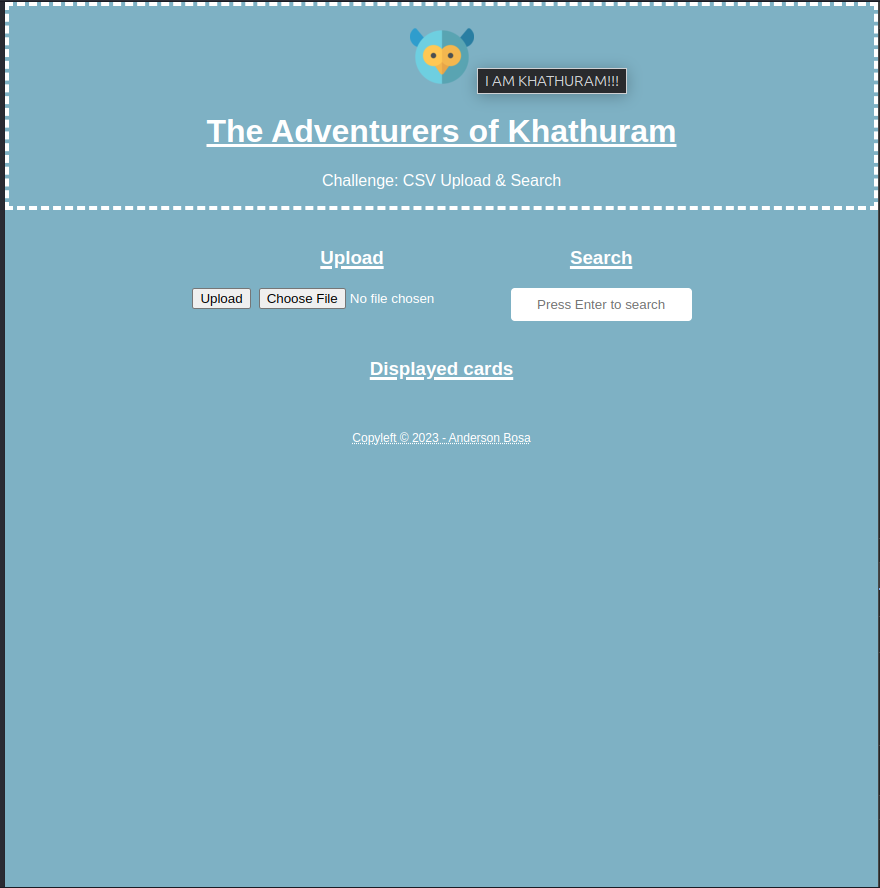 I AM KHATHURAM!!!
The Adventurers of Khathuram
Challenge: CSV Upload & Search
Upload
Search
Upload Choose File No file chosen
Press Enter to search
Displayed cards
Copyleft © 2023 - Anderson Bosa